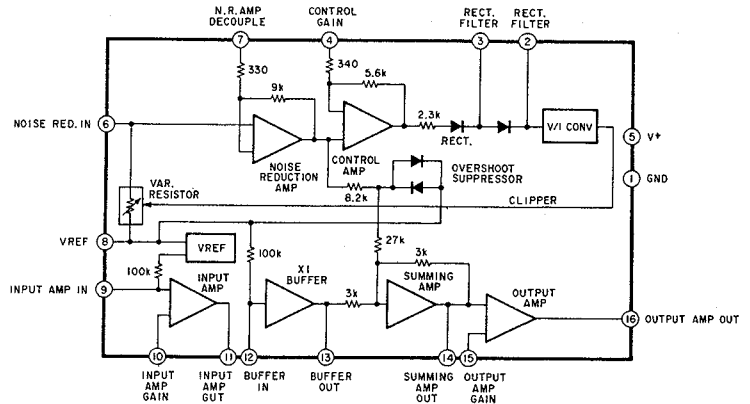 N.R. AMP DECOUPLE
CONTROL GAIN
RECT. FILTER
RECT. FILTER
7
4
3
2
330
340
5.6k
9k
2.3k
NOISE RED. IN
6
RECT.
V/I CONV
5
V+
NOISE REDUCTION AMP
CONTROL AMP
OVERSHOOT SUPPRESSOR
1
GND
VAR. RESISTOR
8.2k
CLIPPER
VREF
8
VREF
100k
27k
3k
100k
INPUT AMP IN
9
INPUT AMP
X1 BUFFER
3k
SUMMING AMP
OUTPUT AMP
16
OUTPUT AMP OUT
10
11
12
13
14
15
INPUT AMP GAIN
INPUT AMP GUT
BUFFER IN
BUFFER OUT
SUMMING AMP OUT
OUTPUT AMP GAIN